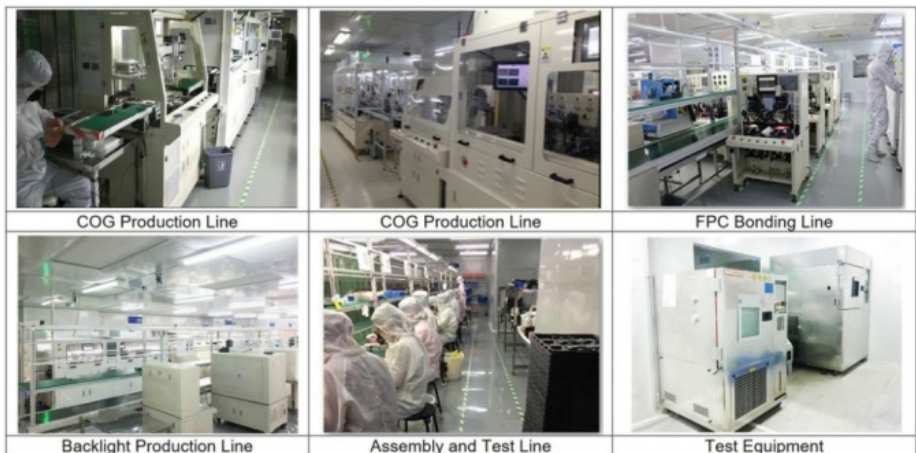 COG Production Line
COG Production Line
FPC Bonding Line
Backlight Production Line
Assembly and Test Line
Test Equipment